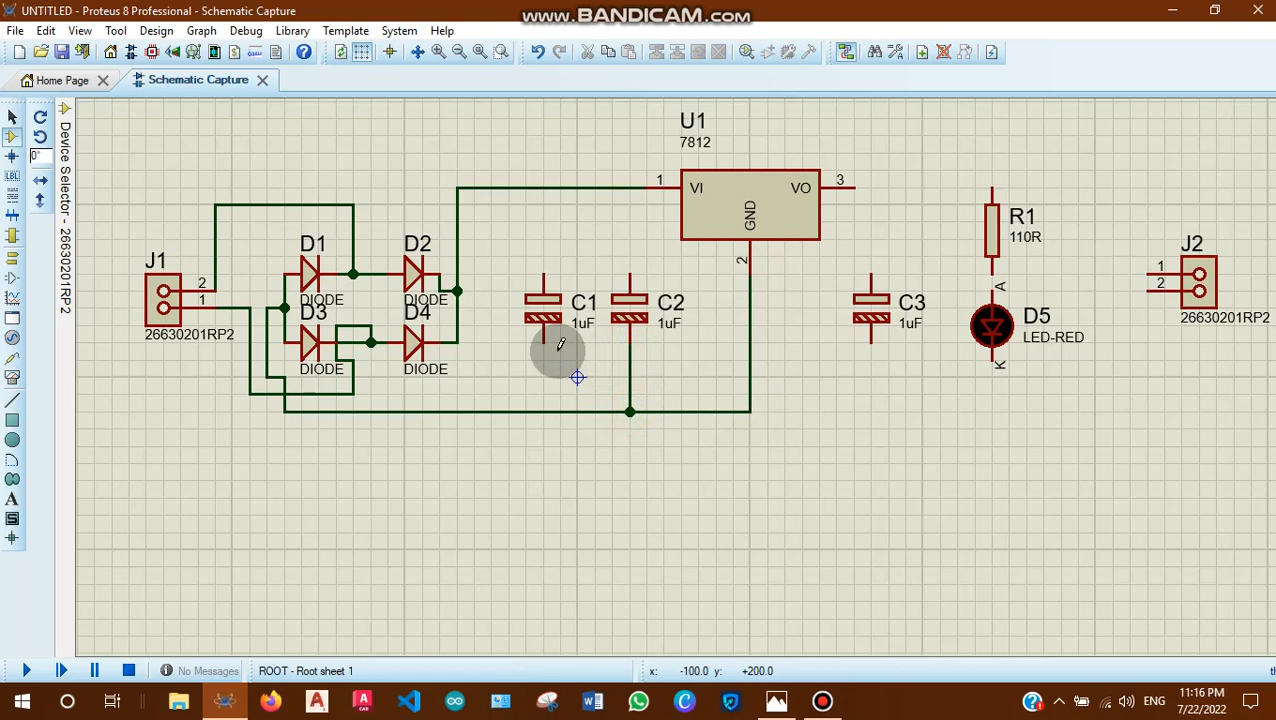 UNTITLED - Proteus 8 Professional - Schematic Capture
www.BANDICAM.com
File Edit View Tool Design Graph Debug Library Template System Help
Home Page
Schematic Capture
0°
LBL
A
S
Device Selector - 26630201RP2
U1
7812
1
VI
VO
3
GND
2
J1
2
1
26630201RP2
D1
DIODE
D2
DIODE
D3
DIODE
D4
DIODE
C1
1uF
C2
1uF
C3
1uF
R1
110R
A
D5
LED-RED
K
J2
1
2
26630201RP2
No Messages
ROOT - Root sheet 1
x: -100.0 y: +200.0
th
ENG
11:16 PM
7/22/2022